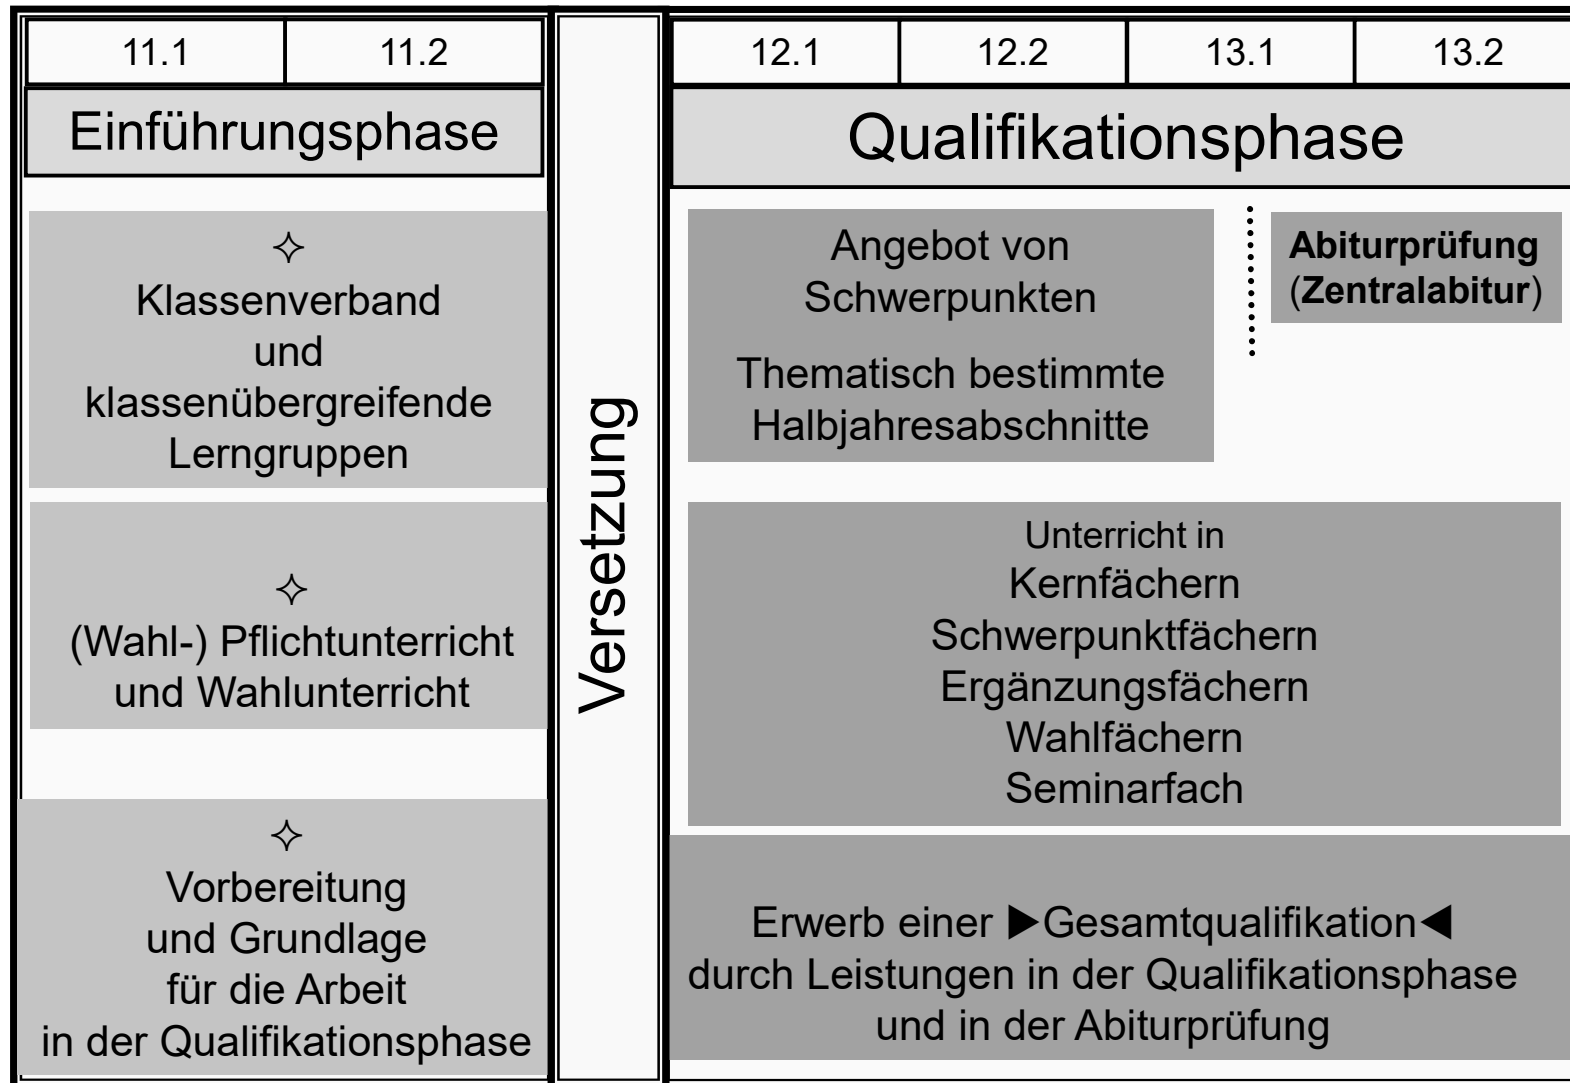 11.1
11.2
Einführungsphase
✧
Klassenverband
und
klassenübergreifende
Lerngruppen
✧
(Wahl-) Pflichtunterricht
und Wahlunterricht
✧
Vorbereitung
und Grundlage
für die Arbeit
in der Qualifikationsphase
Versetzung
12.1
12.2
13.1
13.2
Qualifikationsphase
Angebot von
Schwerpunkten
Thematisch bestimmte
Halbjahresabschnitte
Abiturprüfung
(Zentralabitur)
Unterricht in
Kernfächern
Schwerpunktfächern
Ergänzungsfächern
Wahlfächern
Seminarfach
Erwerb einer ▶Gesamtqualifikation◀
durch Leistungen in der Qualifikationsphase
und in der Abiturprüfung